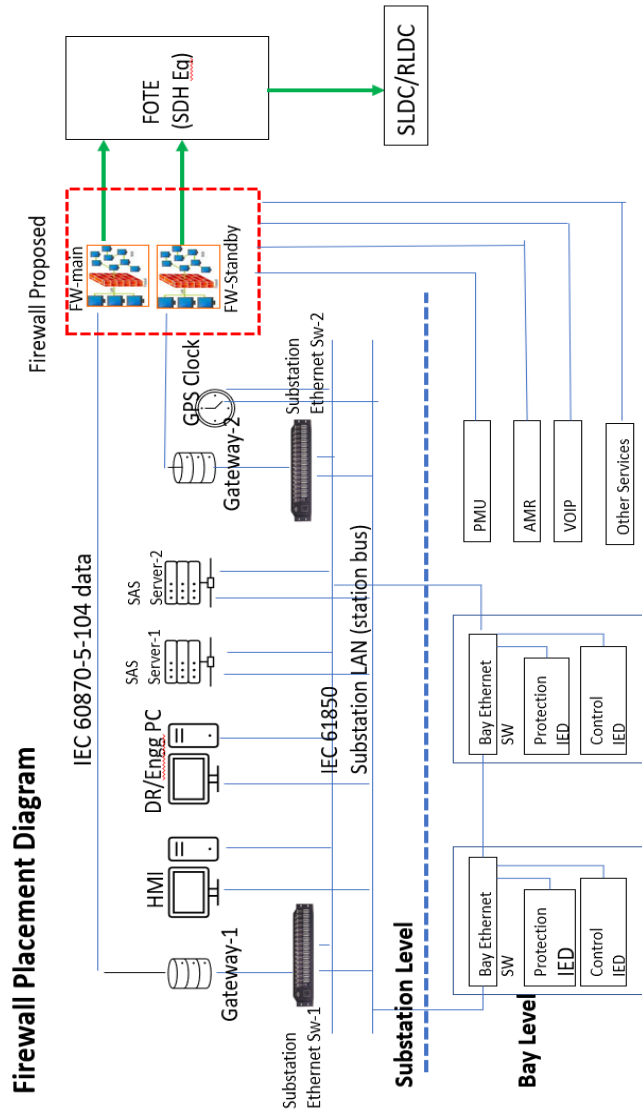 Firewall Placement Diagram
Firewall Proposed
IEC 60870-5-104 data
FW-main
FW-Standby
FOTE
(SDH Eq)
SLDC/RLDC
Gateway-1
HMI
DR/Engg PC
SAS
Server-1
SAS
Server-2
Gateway-2
GPS Clock
Substation
Ethernet Sw-1
Substation
Ethernet Sw-2
IEC 61850
Substation LAN (station bus)
Substation Level
Bay Level
Bay Ethernet
SW
Protection
IED
Control
IED
Bay Ethernet
SW
Protection
IED
Control
IED
PMU
AMR
VOIP
Other Services